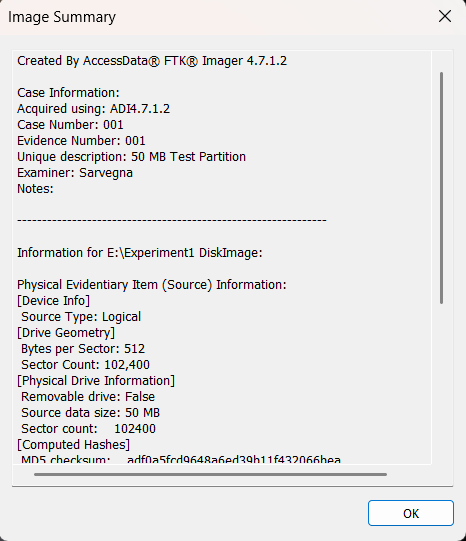 Image Summary
Created By AccessData® FTK® Imager 4.7.1.2
Case Information:
Acquired using: ADI4.7.1.2
Case Number: 001
Evidence Number: 001
Unique description: 50 MB Test Partition
Examiner: Sarvegna
Notes:
--------------------------------------------------------------
Information for E:\Experiment1 DiskImage:
Physical Evidentiary Item (Source) Information:
[Device Info]
Source Type: Logical
[Drive Geometry]
Bytes per Sector: 512
Sector Count: 102,400
[Physical Drive Information]
Removable drive: False
Source data size: 50 MB
Sector count:    102400
[Computed Hashes]
MD5 checksum:    adf0a5fcd9648a6ed39b11f432066bea
OK